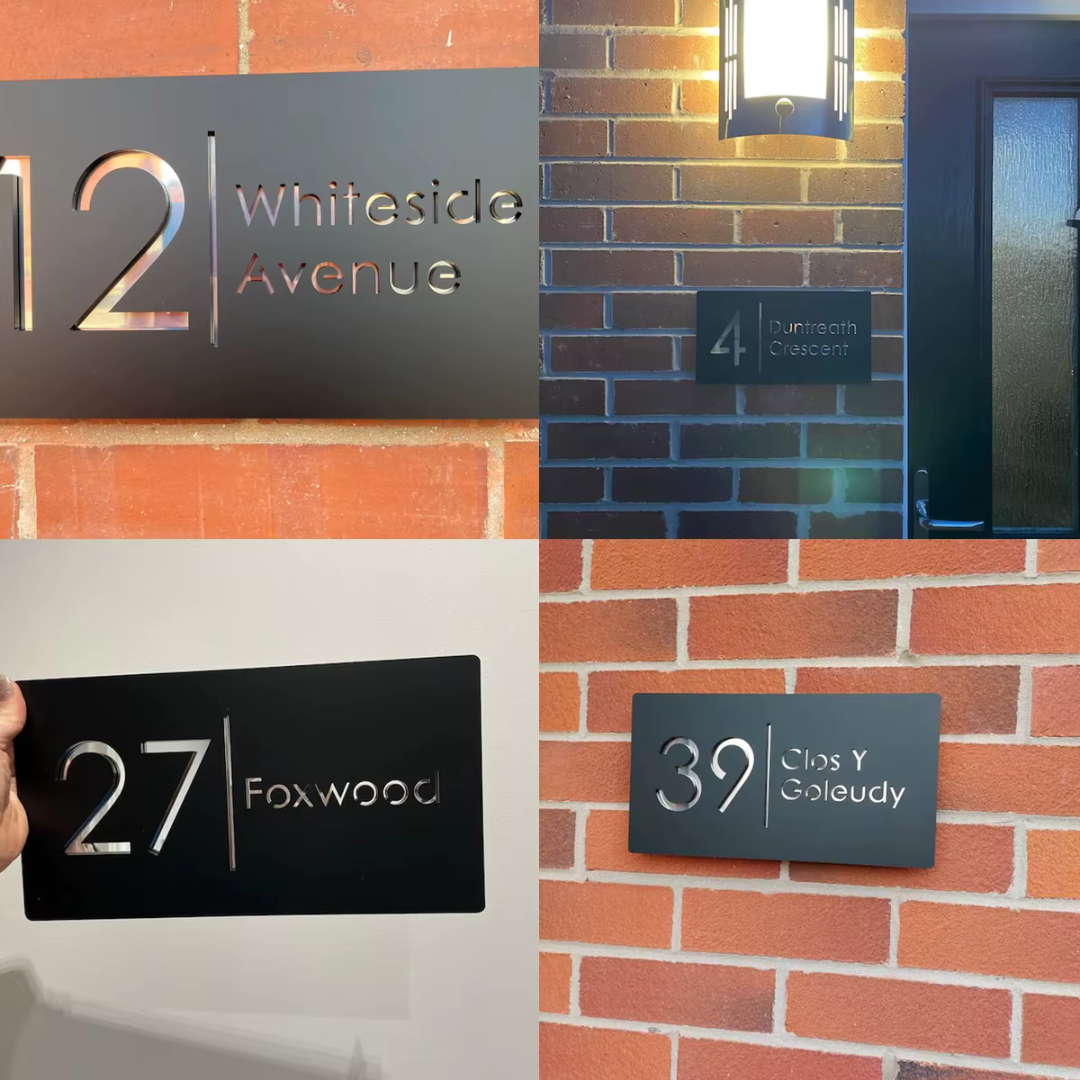 12
Whiteside
Avenue
4
Duntreath
Crescent
27
Foxwood
39
Clos Y
Goleudy